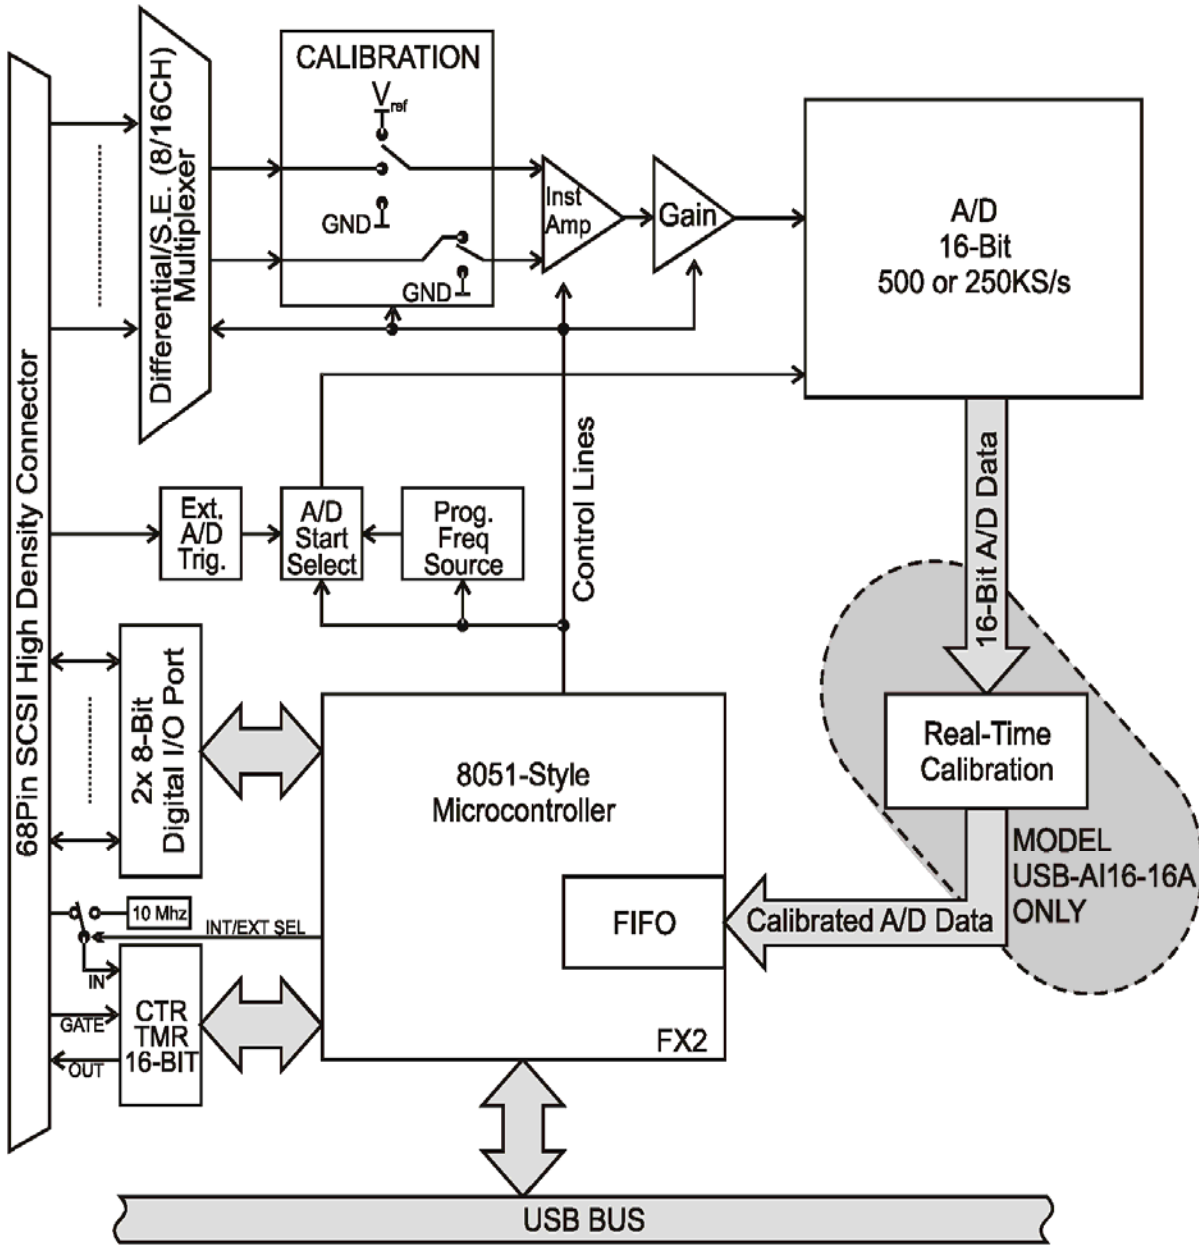 68Pin SCSI High Density Connector
Differential/S.E. (8/16CH)
Multiplexer
CALIBRATION
Vref
GND
GND
Inst
Amp
Gain
A/D
16-Bit
500 or 250KS/s
Control Lines
Ext.
A/D
Trig.
A/D
Start
Select
Prog.
Freq
Source
16-Bit A/D Data
2x 8-Bit
Digital I/O Port
8051-Style
Microcontroller
FIFO
FX2
Real-Time
Calibration
MODEL
USB-AI16-16A
ONLY
Calibrated A/D Data
10 Mhz
INT/EXT SEL
IN
GATE
OUT
CTR
TMR
16-BIT
USB BUS